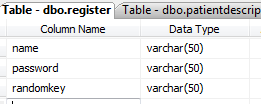 Table - dbo.register Table - dbo.patientdescrip
Column Name Data Type
name varchar(50)
password varchar(50)
randomkey varchar(50)